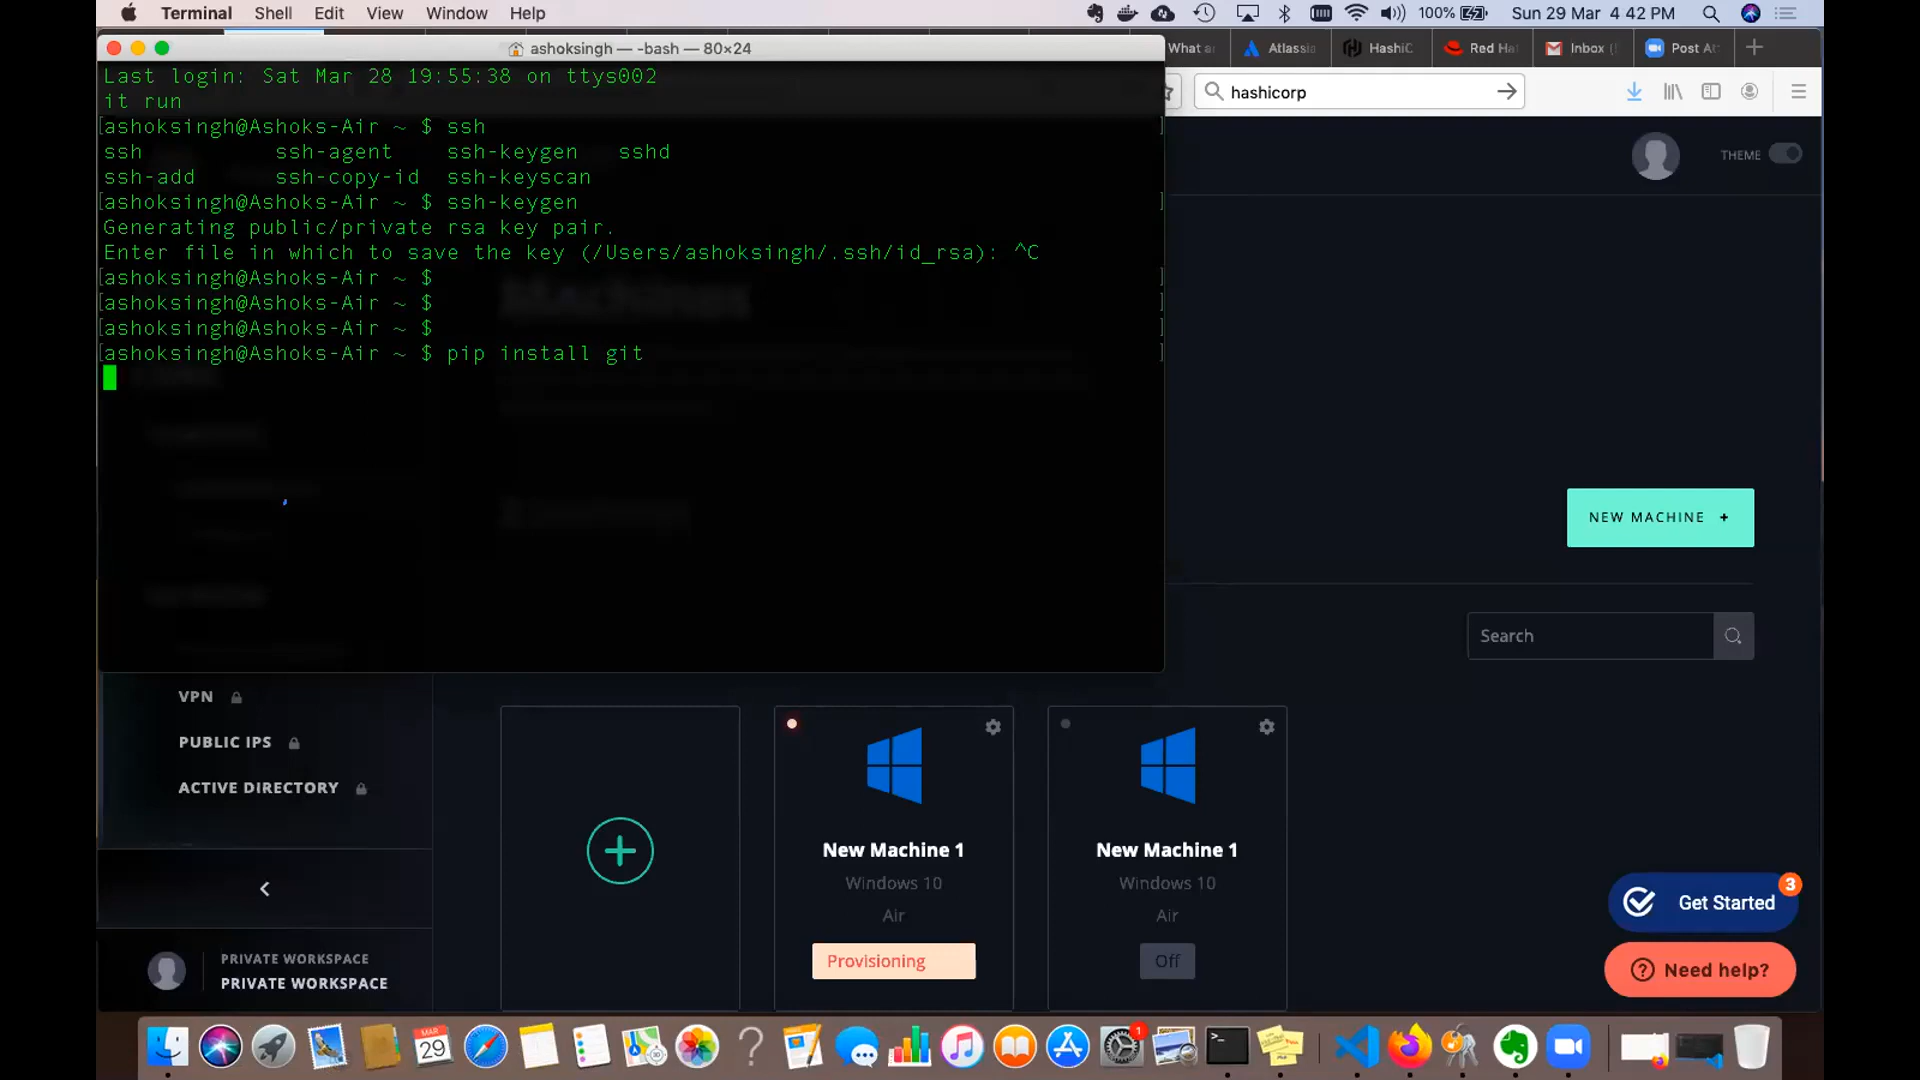 Terminal Shell Edit View Window Help 100% Sun 29 Mar 4:42 PM
ashoksingh — -bash — 80×24
What a Atlassia HashiC Red Ha Inbox ( Post At
Last login: Sat Mar 28 19:55:38 on ttys002
it run
hashicorp
[ashoksingh@Ashoks-Air ~ $ ssh ]
ssh ssh-agent ssh-keygen sshd
ssh-add ssh-copy-id ssh-keyscan
[ashoksingh@Ashoks-Air ~ $ ssh-keygen ]
Generating public/private rsa key pair.
Enter file in which to save the key (/Users/ashoksingh/.ssh/id_rsa): ^C
[ashoksingh@Ashoks-Air ~ $ ]
[ashoksingh@Ashoks-Air ~ $ ]
[ashoksingh@Ashoks-Air ~ $ ]
[ashoksingh@Ashoks-Air ~ $ pip install git ]
THEME
Machines
NEW MACHINE +
Search
VPN
PUBLIC IPS
ACTIVE DIRECTORY
New Machine 1
Windows 10
Air
Provisioning
New Machine 1
Windows 10
Air
Off
PRIVATE WORKSPACE
PRIVATE WORKSPACE
Get Started 3
Need help?
MAR
29
1